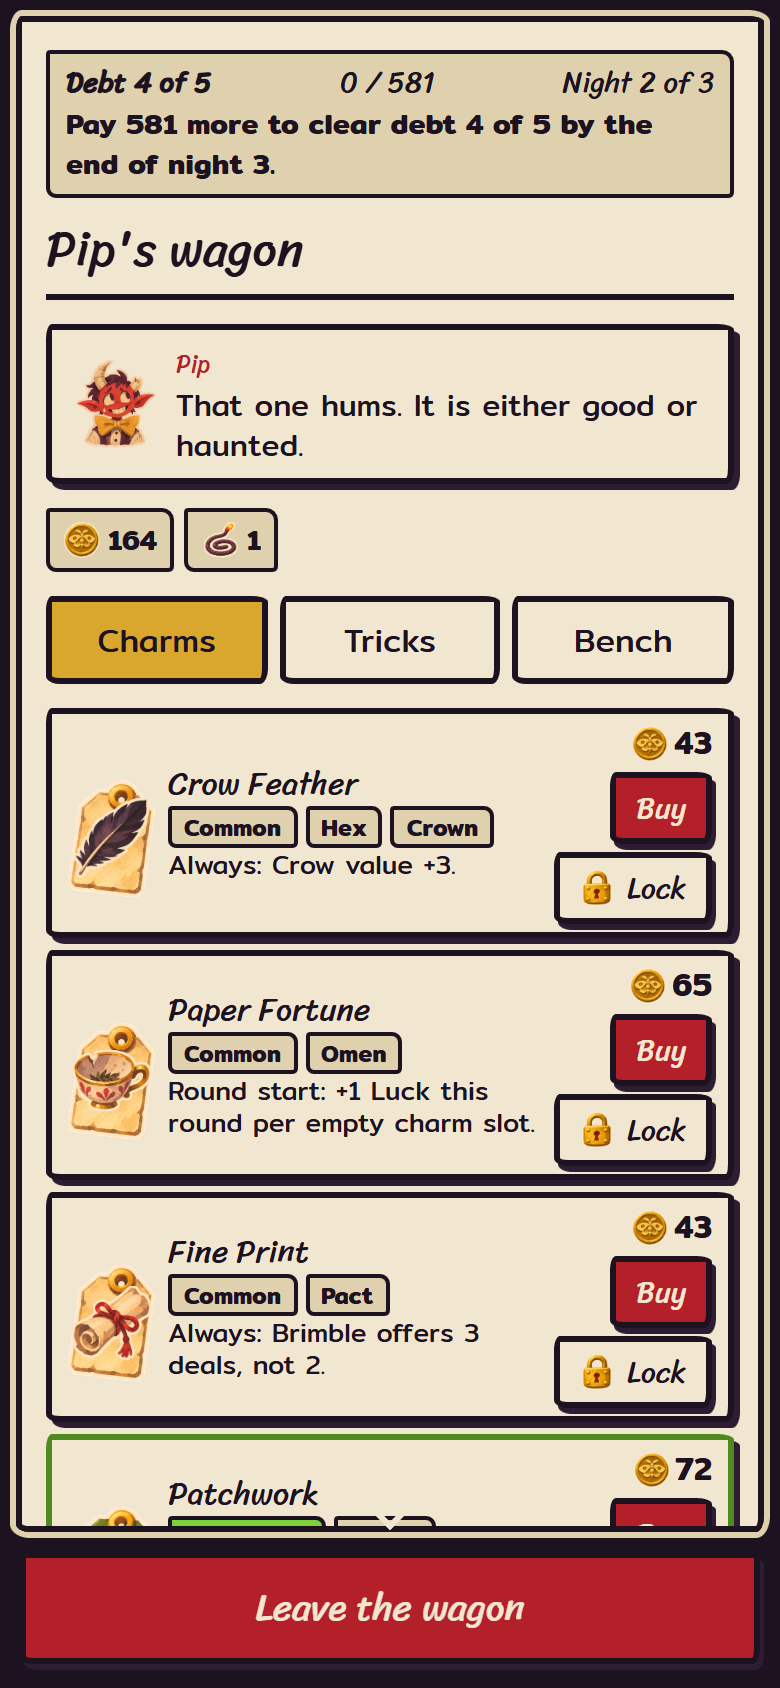 Debt 4 of 5 0 / 581 Night 2 of 3
Pay 581 more to clear debt 4 of 5 by the
end of night 3.
Pip's wagon
Pip
That one hums. It is either good or
haunted.
164 1
Charms Tricks Bench
43
Crow Feather
Buy
Common Hex Crown
Always: Crow value +3.
Lock
65
Paper Fortune
Buy
Common Omen
Round start: +1 Luck this
round per empty charm slot.
Lock
43
Fine Print
Buy
Common Pact
Always: Brimble offers 3
deals, not 2.
Lock
72
Patchwork
Leave the wagon